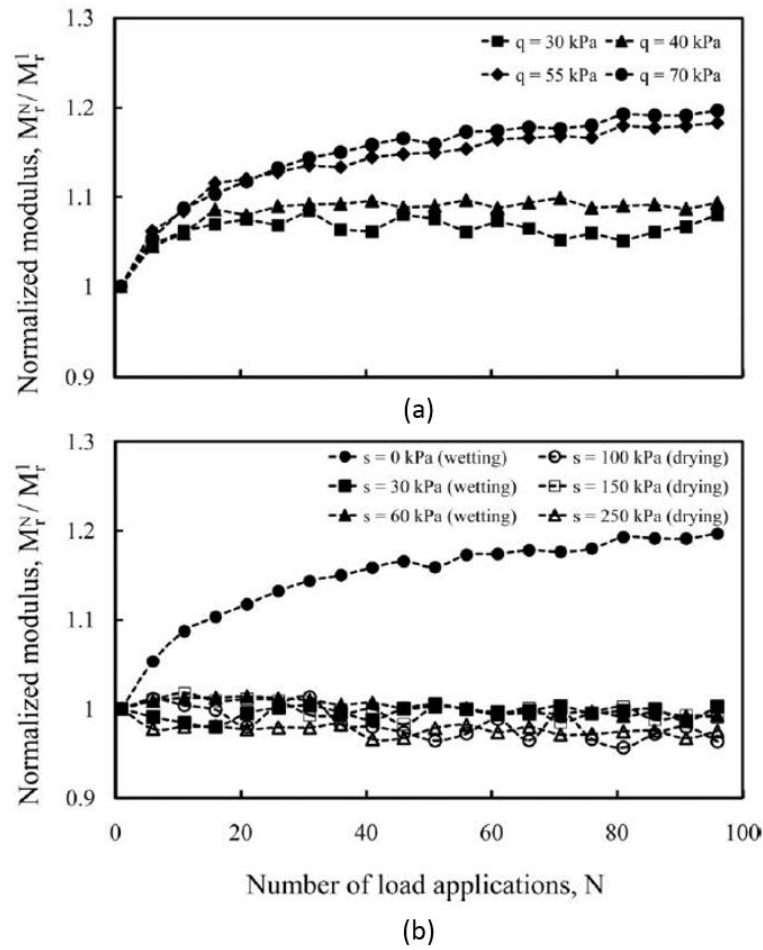 1.3
q = 30 kPa q = 40 kPa
q = 55 kPa q = 70 kPa
1.2
1.1
1
0.9
Normalized modulus, M_r^N / M_r^1
(a)
1.3
s = 0 kPa (wetting) s = 100 kPa (drying)
s = 30 kPa (wetting) s = 150 kPa (drying)
s = 60 kPa (wetting) s = 250 kPa (drying)
1.2
1.1
1
0.9
Normalized modulus, M_r^N / M_r^1
0 20 40 60 80 100
Number of load applications, N
(b)